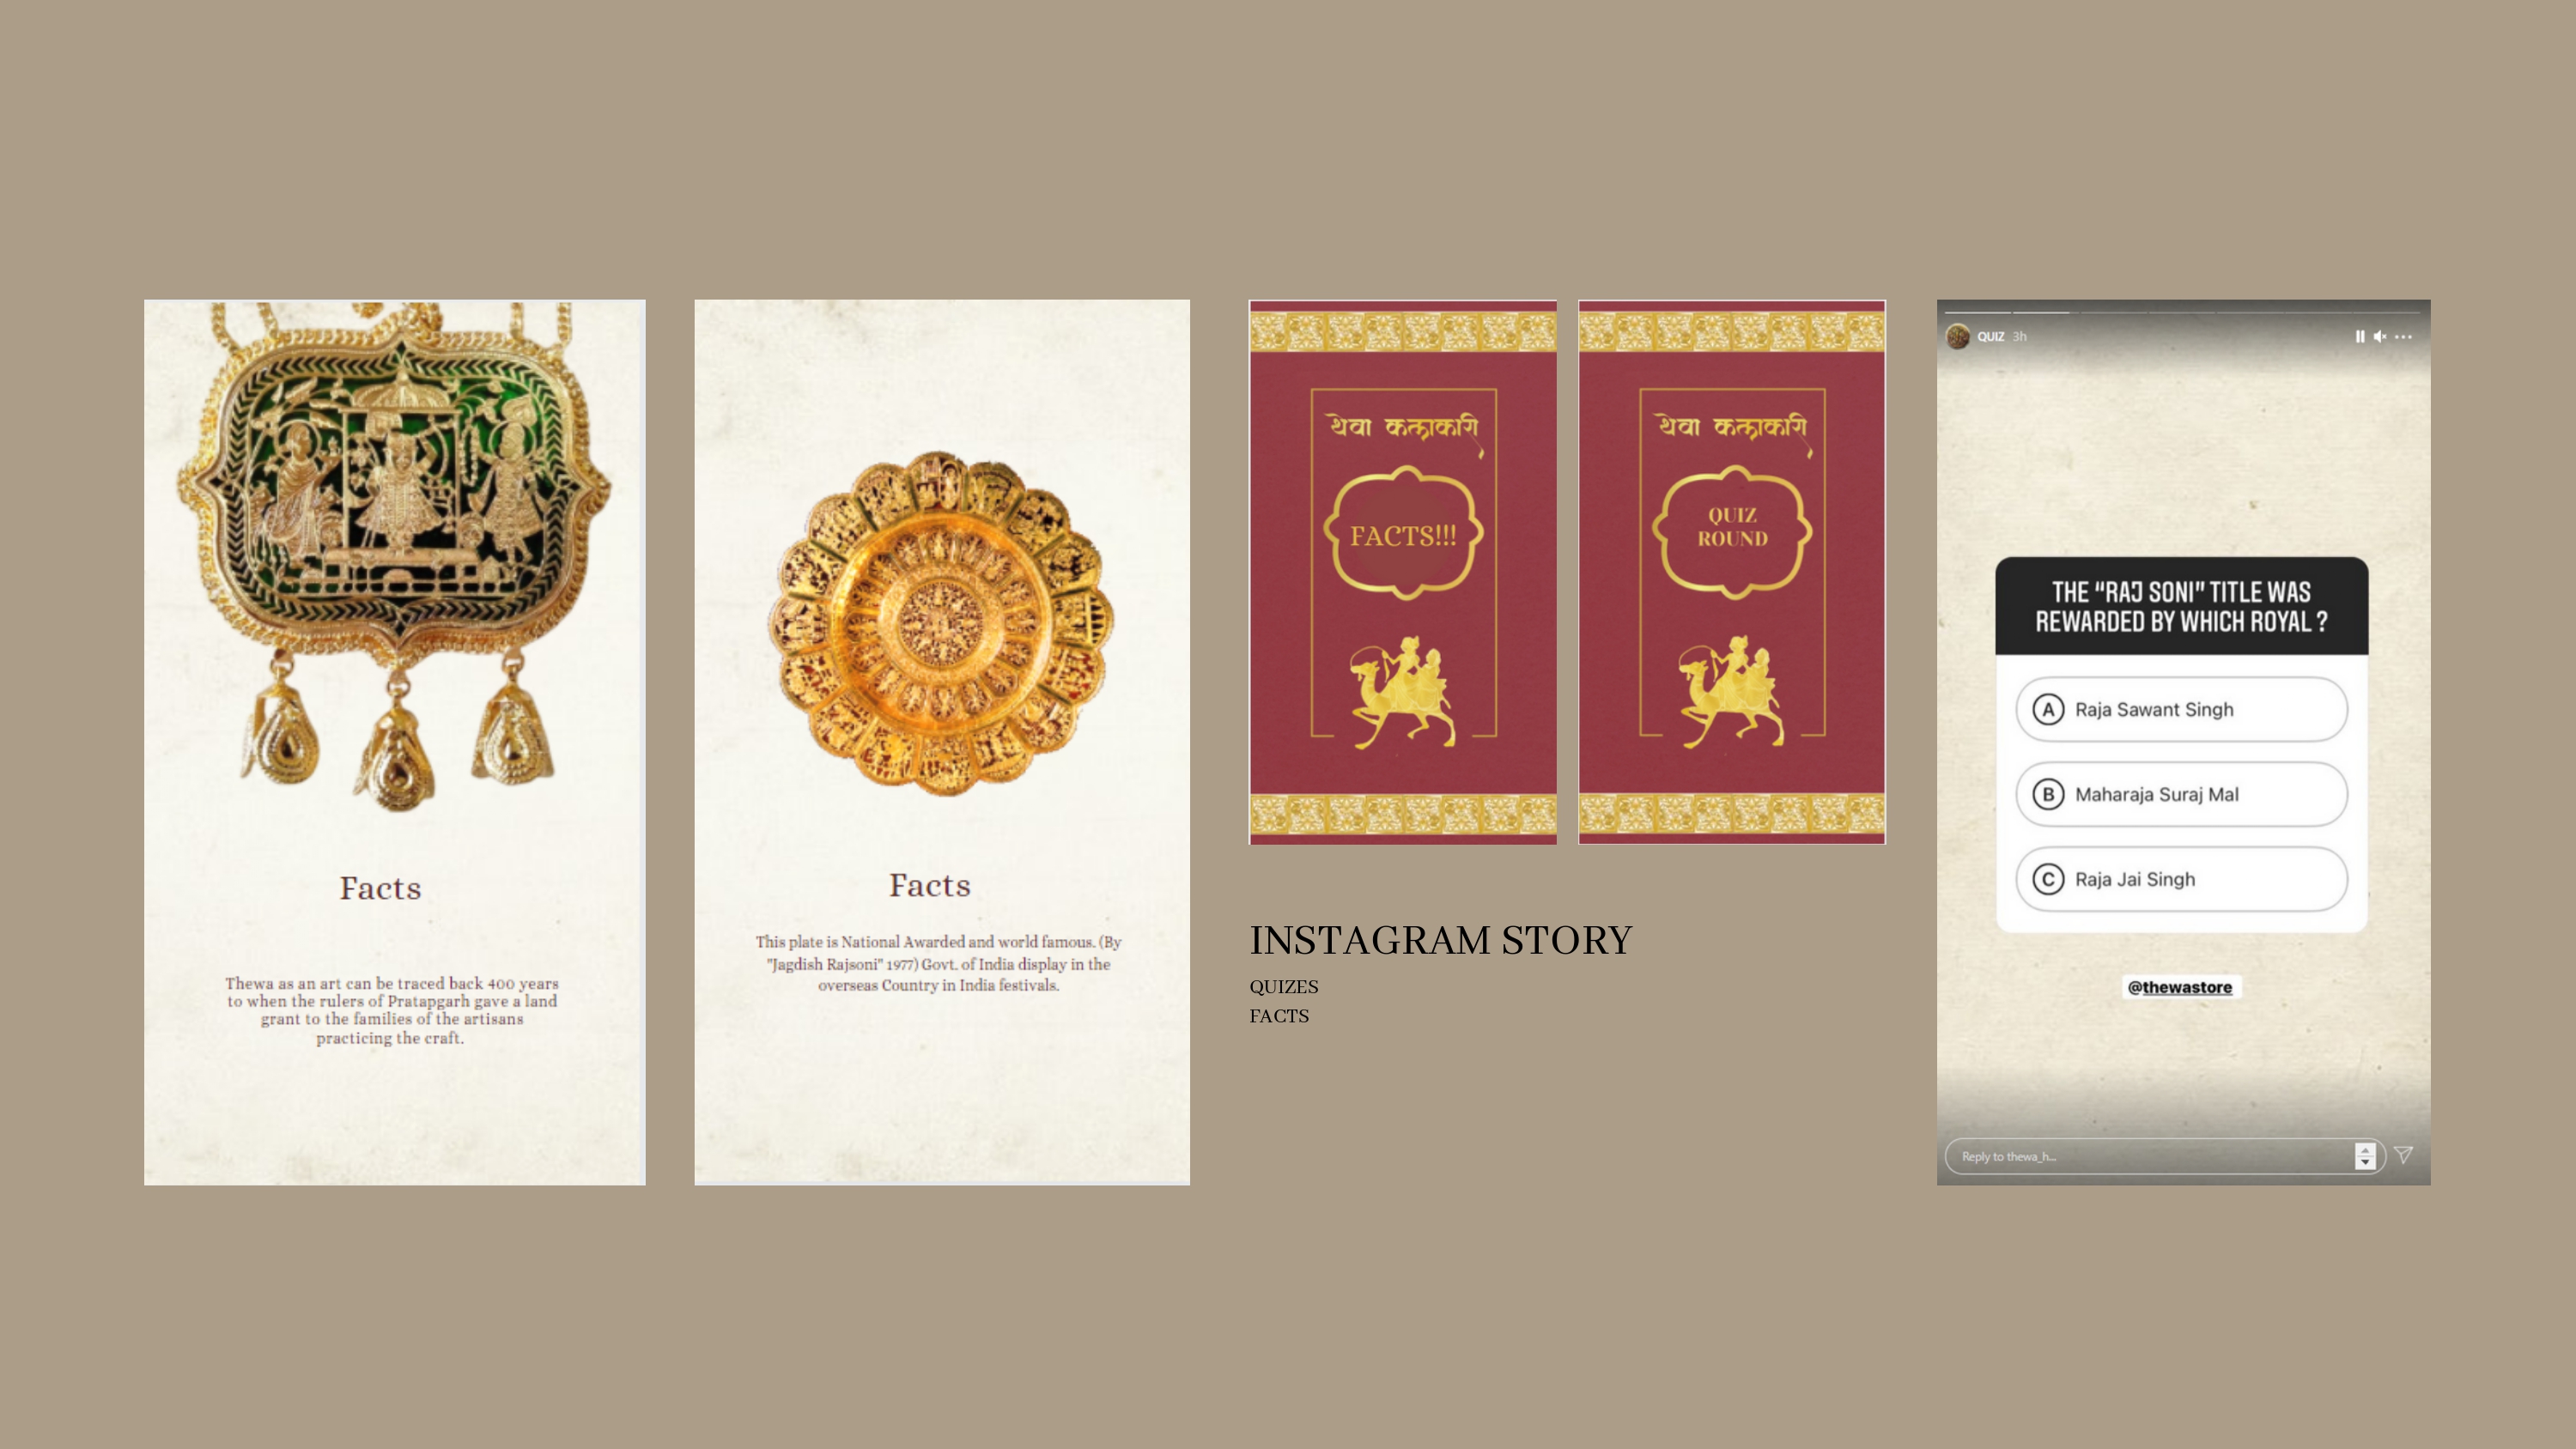 Facts
Thewa as an art can be traced back 400 years
to when the rulers of Pratapgarh gave a land
grant to the families of the artisans
practicing the craft.
Facts
This plate is National Awarded and world famous. (By
"Jagdish Rajsoni" 1977) Govt. of India display in the
overseas Country in India festivals.
थेवा कलाकारी
FACTS!!!
थेवा कलाकारी
QUIZ
ROUND
INSTAGRAM STORY
QUIZES
FACTS
QUIZ 3h
THE “RAJ SONI” TITLE WAS
REWARDED BY WHICH ROYAL ?
A Raja Sawant Singh
B Maharaja Suraj Mal
C Raja Jai Singh
@thewastore
Reply to thewa_h...